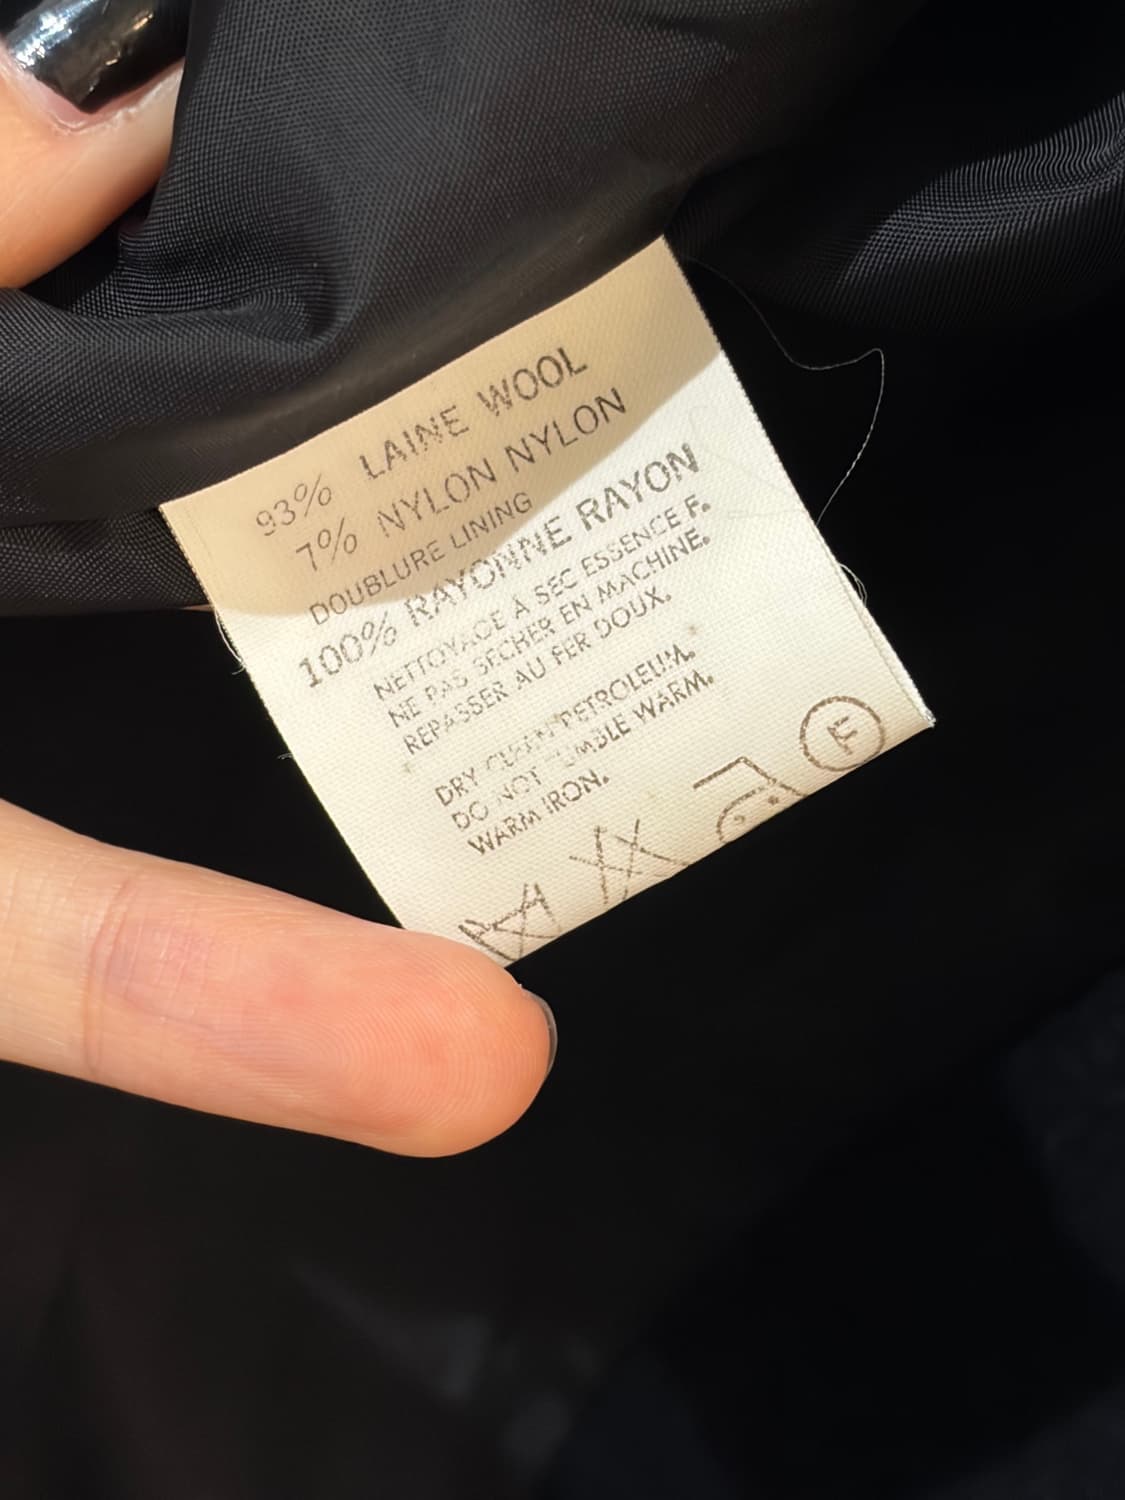 93% LAINE WOOL
7% NYLON NYLON
DOUBLURE LINING
100% RAYONNE RAYON
NETTOYAGE À SEC ESSENCE F.
NE PAS SÉCHER EN MACHINE.
REPASSER AU FER DOUX.
DRY CLEAN PETROLEUM.
DO NOT TUMBLE WARM.
WARM IRON.
F